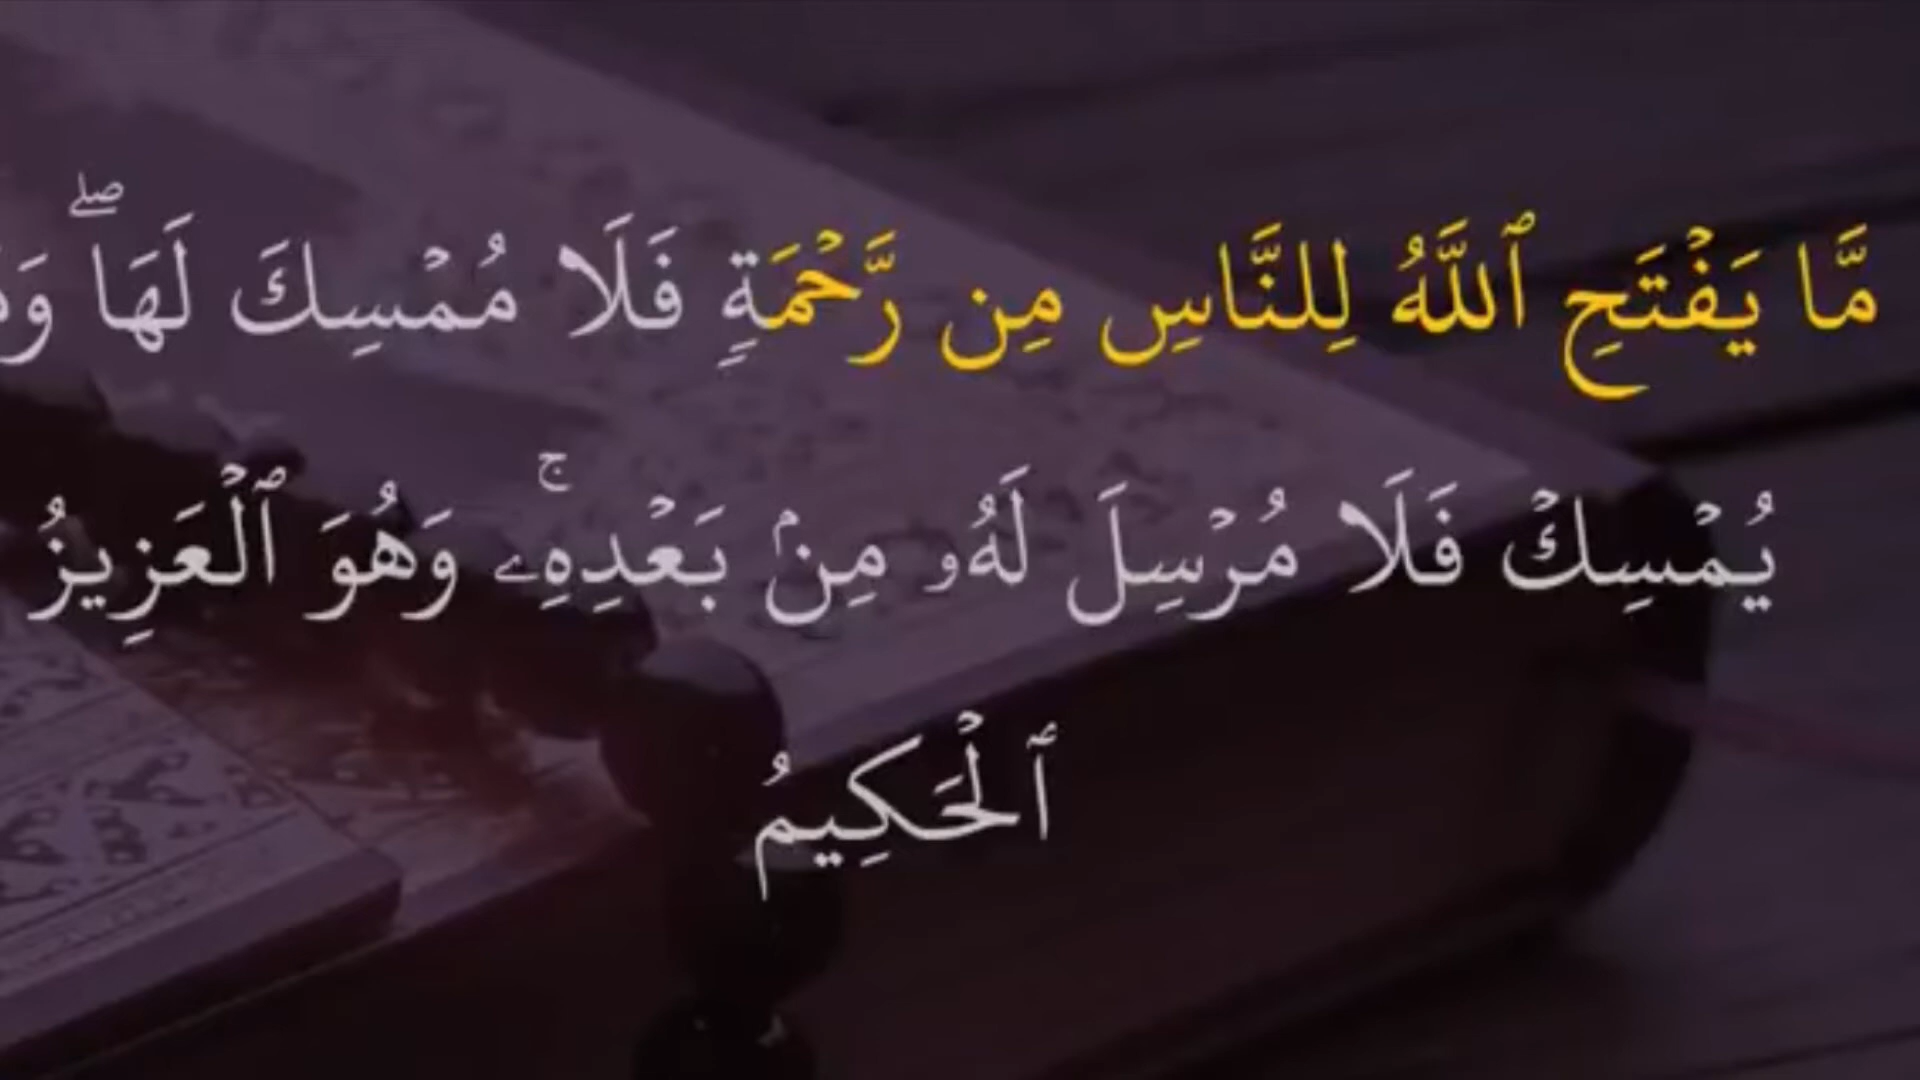 مَّا يَفۡتَحِ ٱللَّهُ لِلنَّاسِ مِن رَّحۡمَةٖ فَلَا مُمۡسِكَ لَهَاۖ
يُمۡسِكۡ فَلَا مُرۡسِلَ لَهُۥ مِنۢ بَعۡدِهِۦۚ وَهُوَ ٱلۡعَزِيزُ
ٱلۡحَكِيمُ